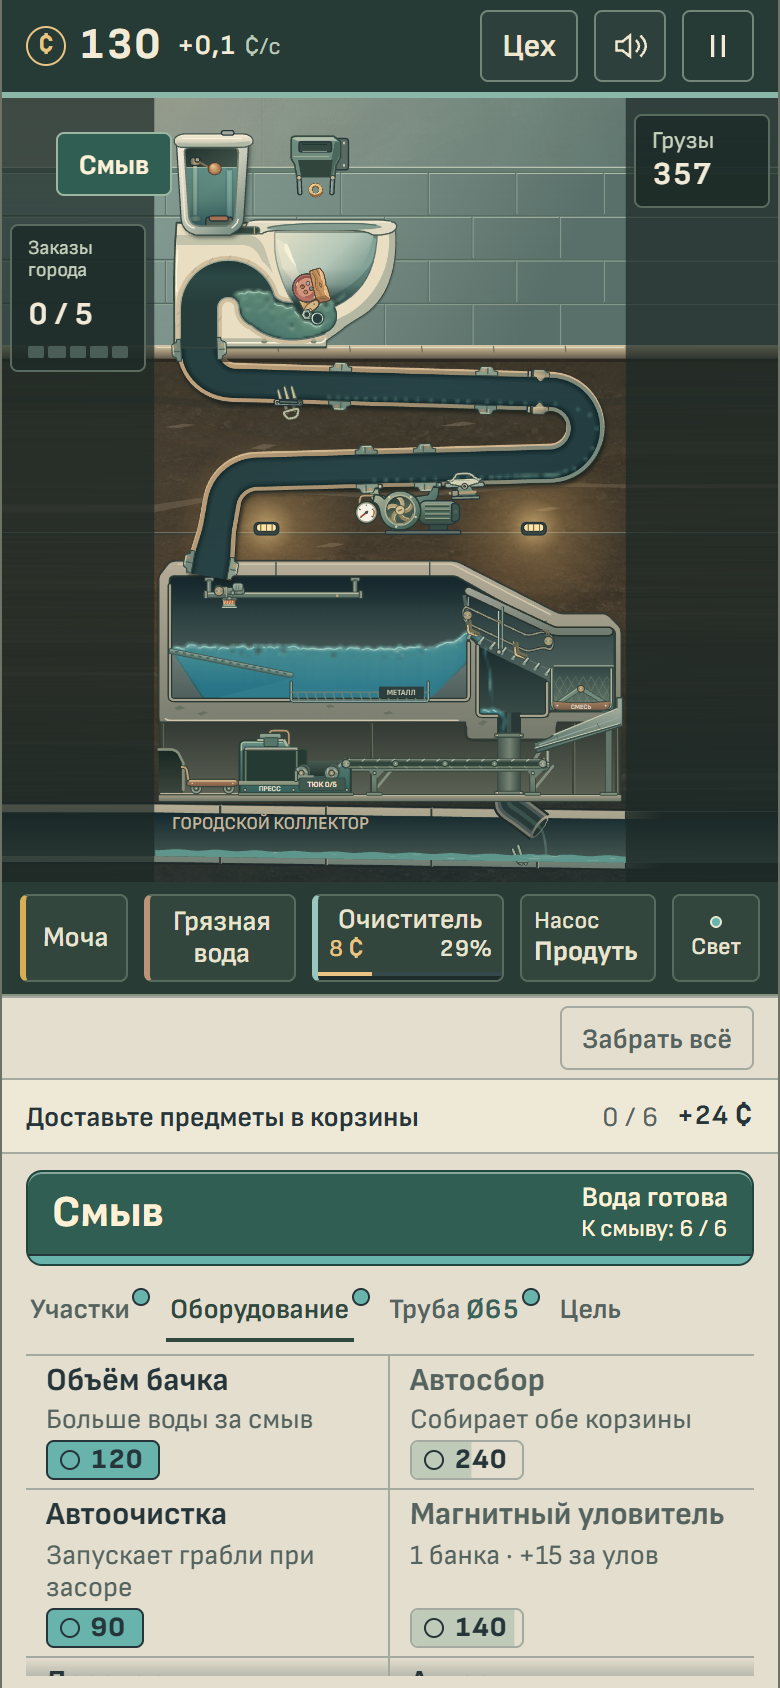 ₵ 130 +0,1 ₵/с
Цех
Смыв
Грузы
357
Заказы
города
0 / 5
МЕТАЛЛ
СМЕСЬ
ПРЕСС
ТЮК 0/5
ГОРОДСКОЙ КОЛЛЕКТОР
Моча
Грязная
вода
Очиститель
8 ₵ 29%
Насос
Продуть
Свет
Забрать всё
Доставьте предметы в корзины 0 / 6 +24 ₵
Смыв
Вода готова
К смыву: 6 / 6
Участки Оборудование Труба Ø65 Цель
Объём бачка
Больше воды за смыв
120
Автосбор
Собирает обе корзины
240
Автоочистка
Запускает грабли при
засоре
90
Магнитный уловитель
1 банка · +15 за улов
140